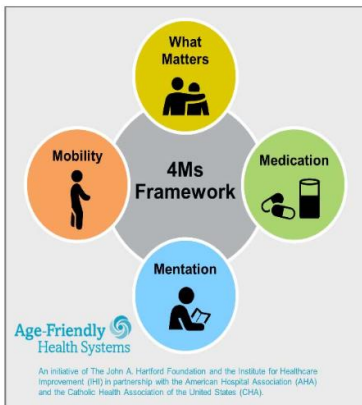 What
Matters
Mobility
Medication
4Ms
Framework
Mentation
Age-Friendly
Health Systems
An initiative of The John A. Hartford Foundation and the Institute for Healthcare
Improvement (IHI) in partnership with the American Hospital Association (AHA)
and the Catholic Health Association of the United States (CHA).